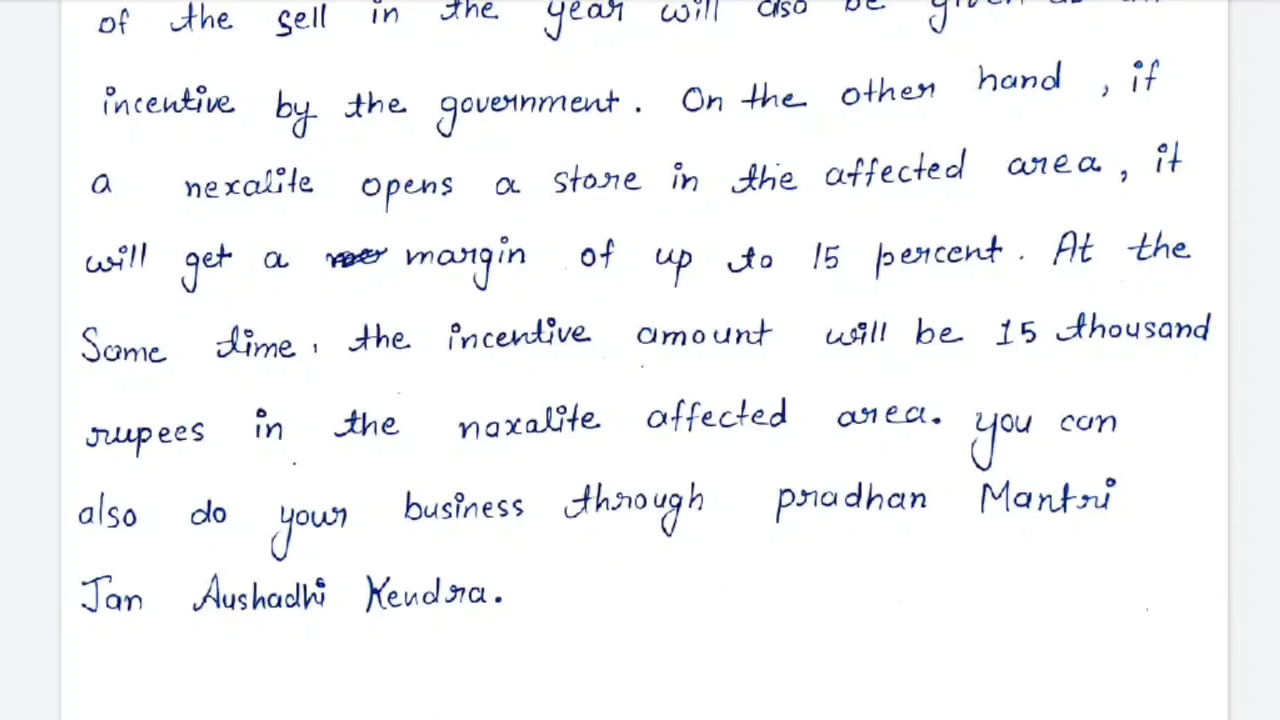 of the sell in the year will also be given as an
incentive by the government. On the other hand, if
a nexalite opens a store in the affected area, it
will get a margin of up to 15 percent. At the
Same time, the incentive amount will be 15 thousand
rupees in the naxalite affected area. you can
also do your business through pradhan Mantri
Jan Aushadhi Kendra.